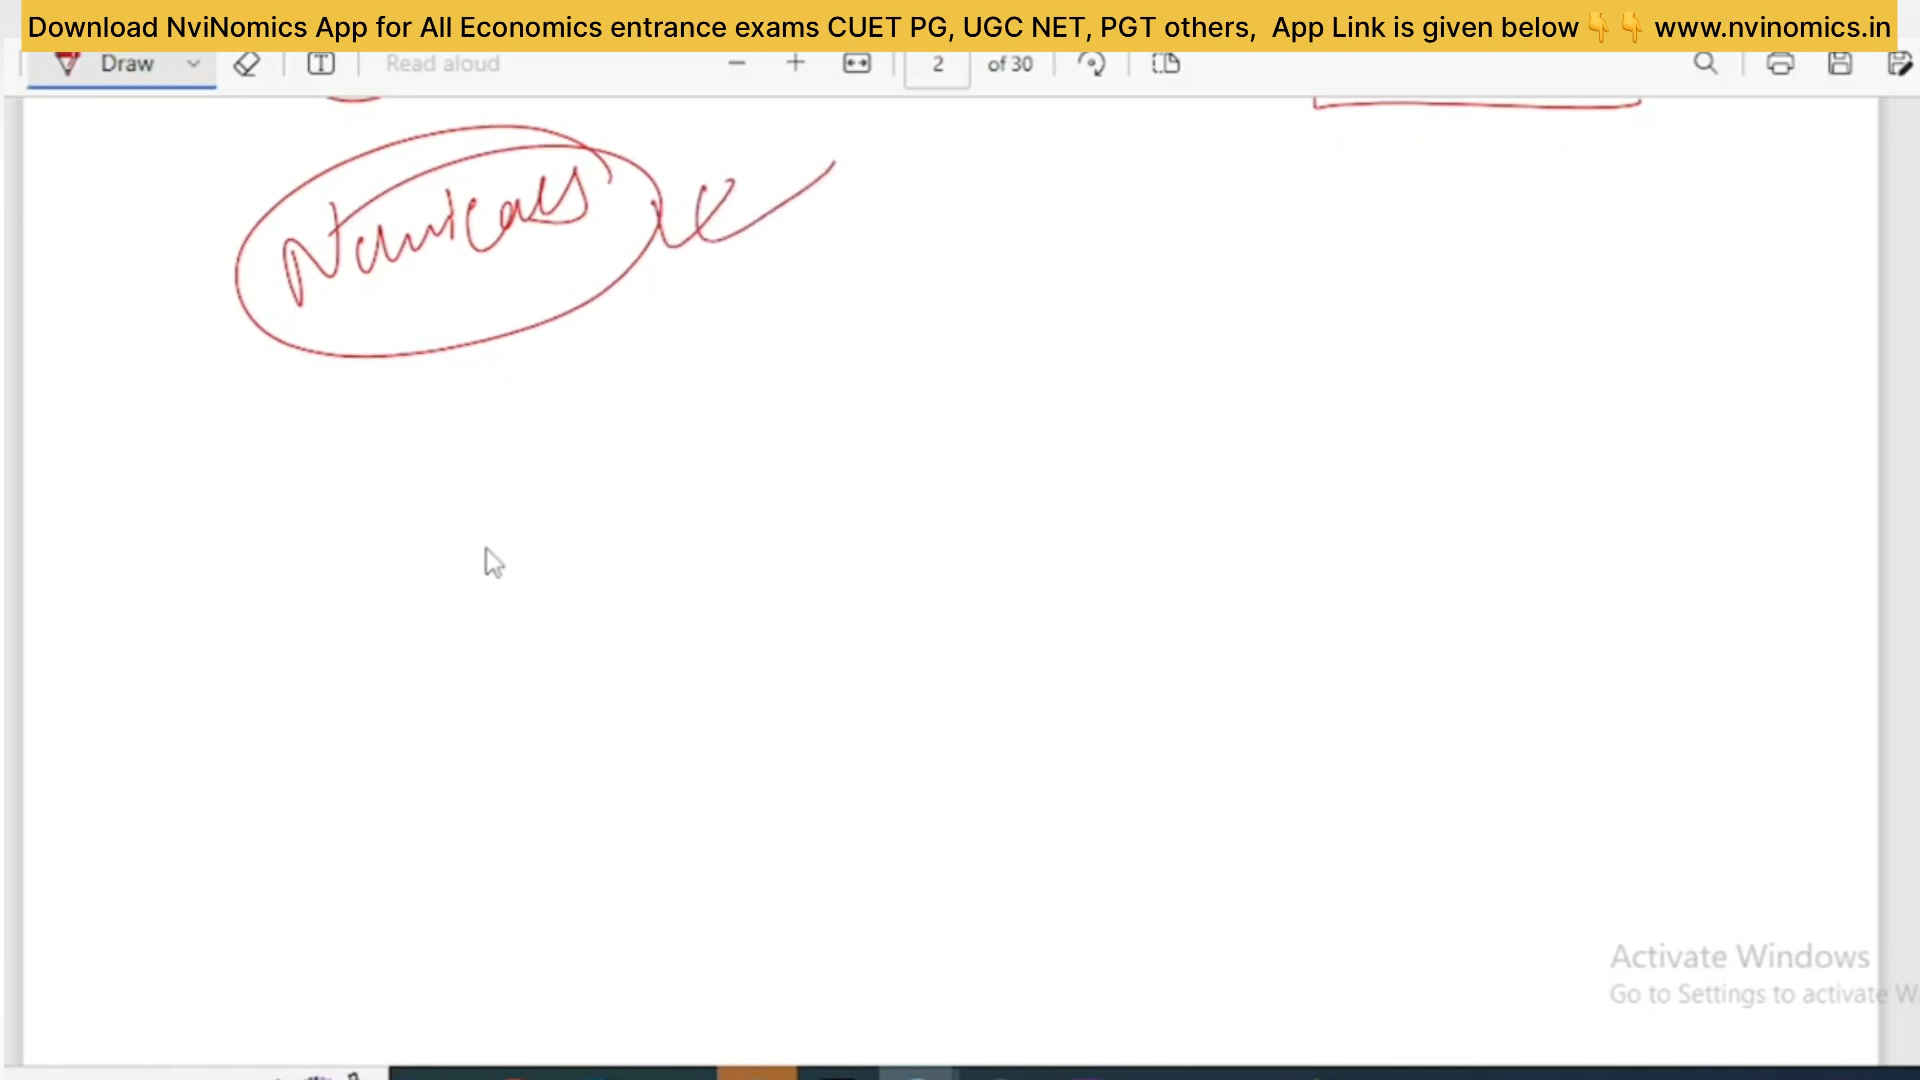 Download NviNomics App for All Economics entrance exams CUET PG, UGC NET, PGT others, App Link is given below👇👇 www.nvinomics.in
Draw Read aloud 2 of 30
Activate Windows
Go to Settings to activate W